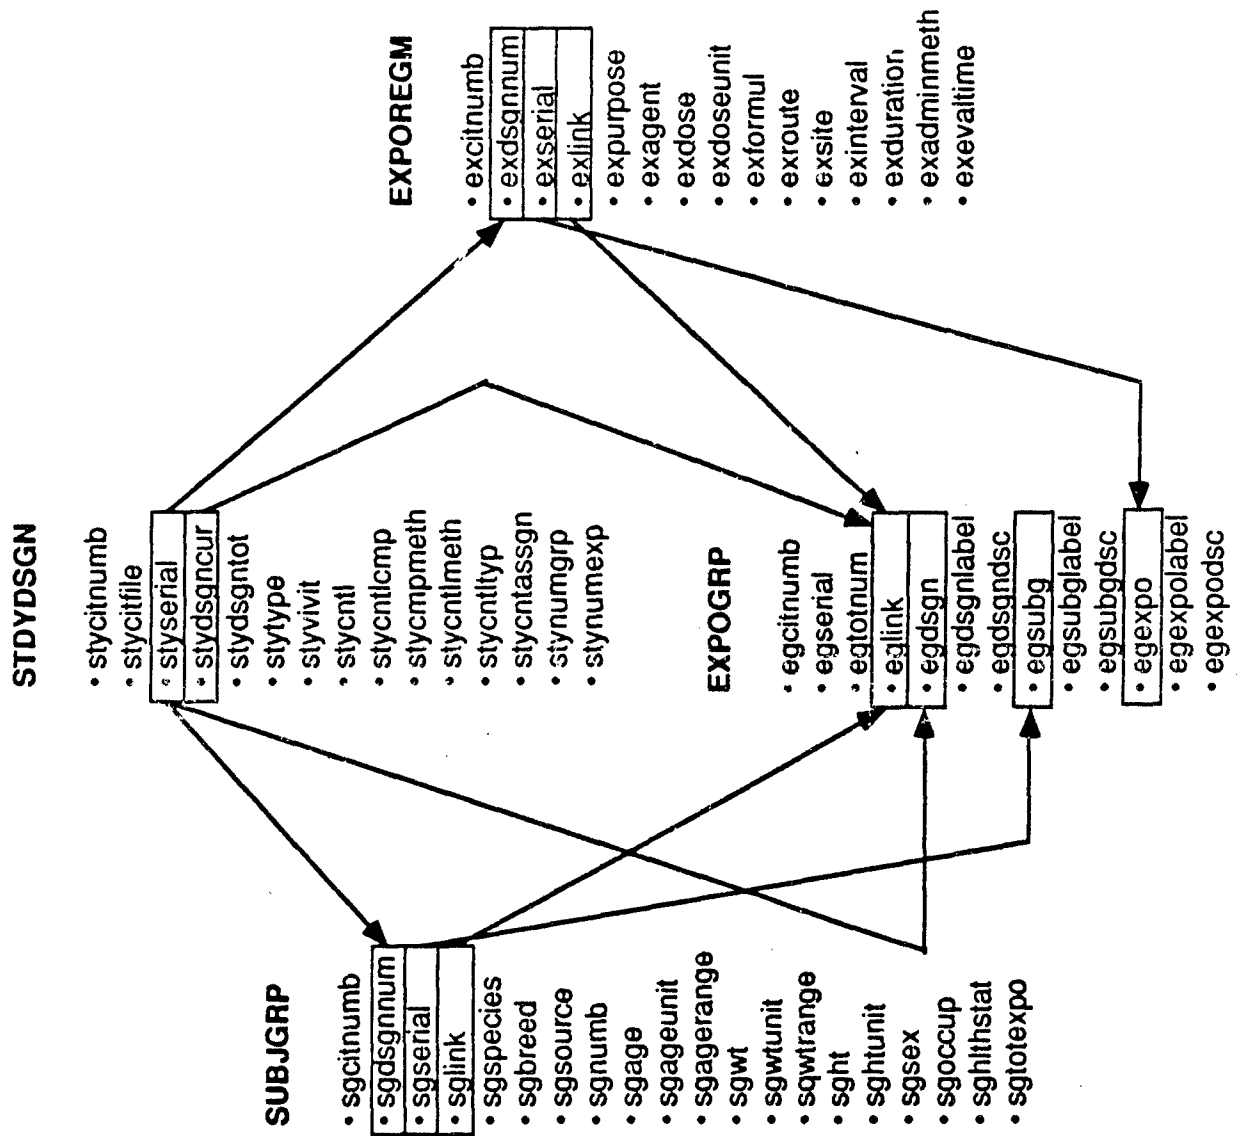 STDYDSGN
• stycitnumb
• stycitfile
• styserial
• stydsgncur
• stydsgntot
• stytype
• styvivit
• stycntl
• stycntlcmp
• stycmpmeth
• stycntlmeth
• stycntltyp
• stycntassgn
• stynumgrp
• stynumexp
SUBJGRP
• sgcitnumb
• sgdsgnnum
• sgserial
• sglink
• sgspecies
• sgbreed
• sgsource
• sgnumb
• sgage
• sgageunit
• sgagerange
• sgwt
• sgwtunit
• sqwtrange
• sght
• sghtunit
• sgsex
• sgoccup
• sghlthstat
• sgtotexpo
EXPOGRP
• egcitnumb
• egserial
• egtotnum
• eglink
• egdsgn
• egdsgnlabel
• egdsgndsc
• egsubg
• egsubglabel
• egsubgdsc
• egexpo
• egexpolabel
• egexpodsc
EXPOREGM
• excitnumb
• exdsgnnum
• exserial
• exlink
• expurpose
• exagent
• exdose
• exdoseunit
• exformul
• exroute
• exsite
• exinterval
• exduration
• exadminmeth
• exevaltime